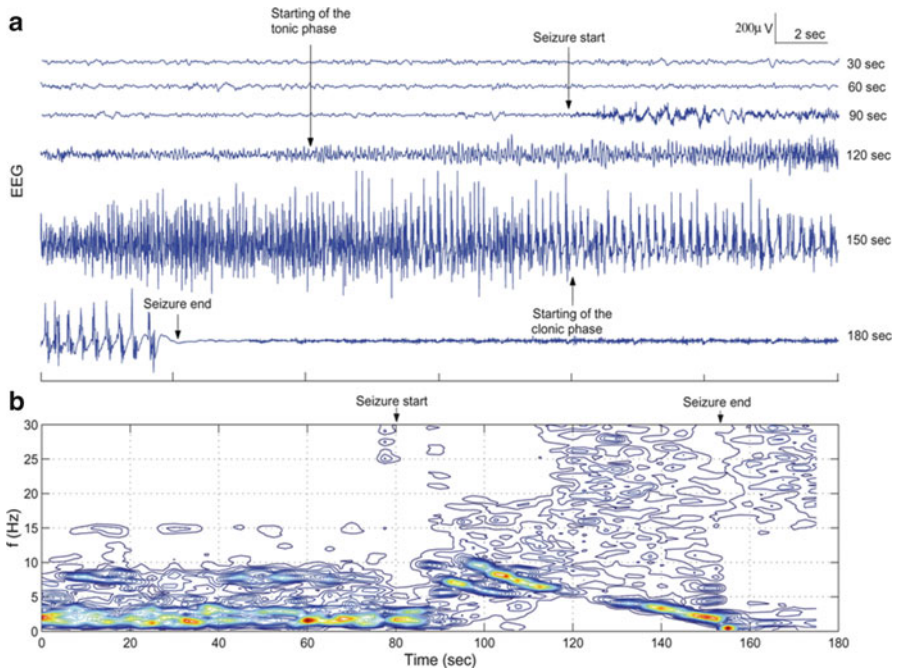 a
Starting of the
tonic phase
Seizure start
200μ V
2 sec
30 sec
60 sec
90 sec
120 sec
150 sec
180 sec
EEG
Seizure end
Starting of the
clonic phase
b
Seizure start
Seizure end
30
25
20
15
10
5
0
f (Hz)
0 20 40 60 80 100 120 140 160 180
Time (sec)